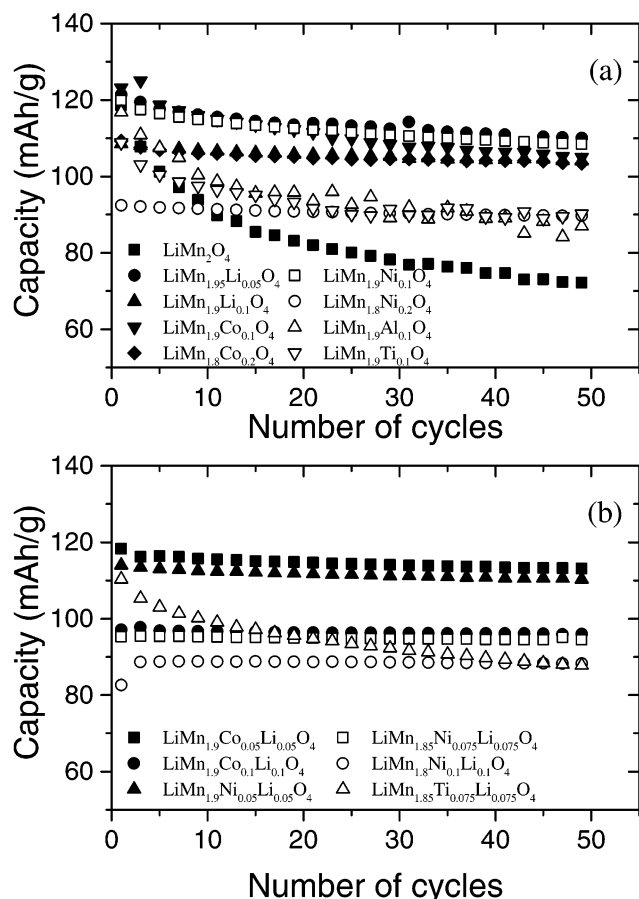 140
(a)
120
100
80
60
Capacity (mAh/g)
LiMn₂O₄
LiMn₁.₉₅Li₀.₀₅O₄ LiMn₁.₉Ni₀.₁O₄
LiMn₁.₉Li₀.₁O₄ LiMn₁.₈Ni₀.₂O₄
LiMn₁.₉Co₀.₁O₄ LiMn₁.₉Al₀.₁O₄
LiMn₁.₈Co₀.₂O₄ LiMn₁.₉Ti₀.₁O₄
0 10 20 30 40 50
Number of cycles
140
(b)
120
100
80
60
Capacity (mAh/g)
LiMn₁.₉Co₀.₀₅Li₀.₀₅O₄ LiMn₁.₈₅Ni₀.₀₇₅Li₀.₀₇₅O₄
LiMn₁.₉Co₀.₁Li₀.₁O₄ LiMn₁.₈Ni₀.₁Li₀.₁O₄
LiMn₁.₉Ni₀.₀₅Li₀.₀₅O₄ LiMn₁.₈₅Ti₀.₀₇₅Li₀.₀₇₅O₄
0 10 20 30 40 50
Number of cycles